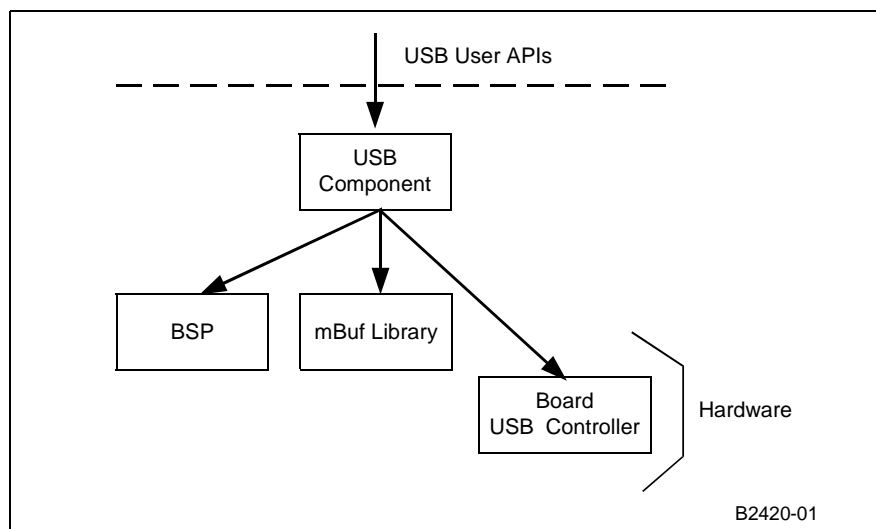 USB User APIs
USB
Component
BSP
mBuf Library
Board
USB Controller
Hardware
B2420-01